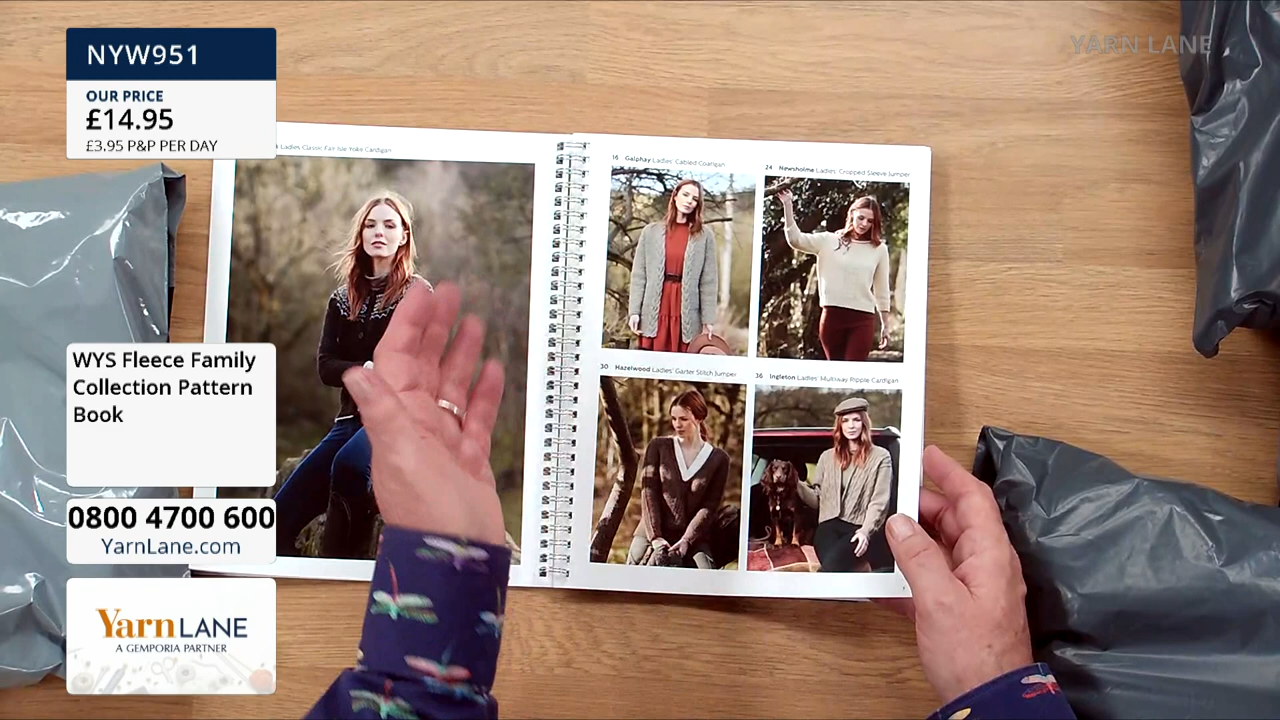 NYW951
OUR PRICE
£14.95
£3.95 P&P PER DAY
YARN LANE
Ladies Classic Fair Isle Yoke Cardigan
16 Galphay Ladies' Cabled Coatigan
24 Newsholme Ladies' Cropped Sleeve Jumper
30 Hazelwood Ladies' Garter Stitch Jumper
36 Ingleton Ladies' Multiway Ripple Cardigan
WYS Fleece Family
Collection Pattern
Book
0800 4700 600
YarnLane.com
YarnLANE
A GEMPORIA PARTNER
7